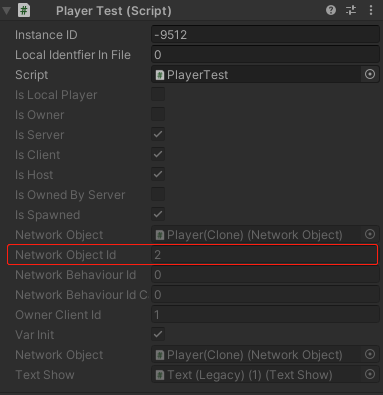 Player Test (Script)
Instance ID -9512
Local Identfier In File 0
Script PlayerTest
Is Local Player
Is Owner
Is Server
Is Client
Is Host
Is Owned By Server
Is Spawned
Network Object Player(Clone) (Network Object)
Network Object Id 2
Network Behaviour Id 0
Network Behaviour Id C 0
Owner Client Id 1
Var Init
Network Object Player(Clone) (Network Object)
Text Show Text (Legacy) (1) (Text Show)